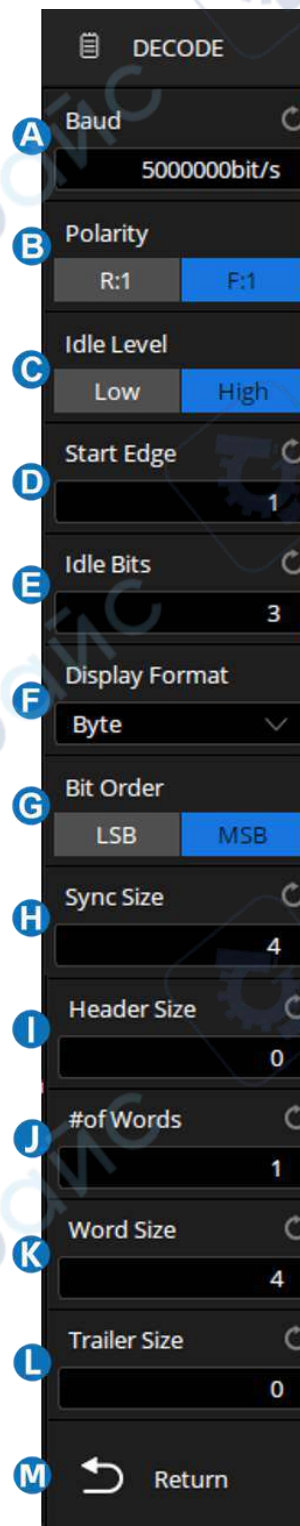 DECODE
A Baud
5000000bit/s
B Polarity
R:1 F:1
C Idle Level
Low High
D Start Edge
1
E Idle Bits
3
F Display Format
Byte
G Bit Order
LSB MSB
H Sync Size
4
I Header Size
0
J #of Words
1
K Word Size
4
L Trailer Size
0
M Return